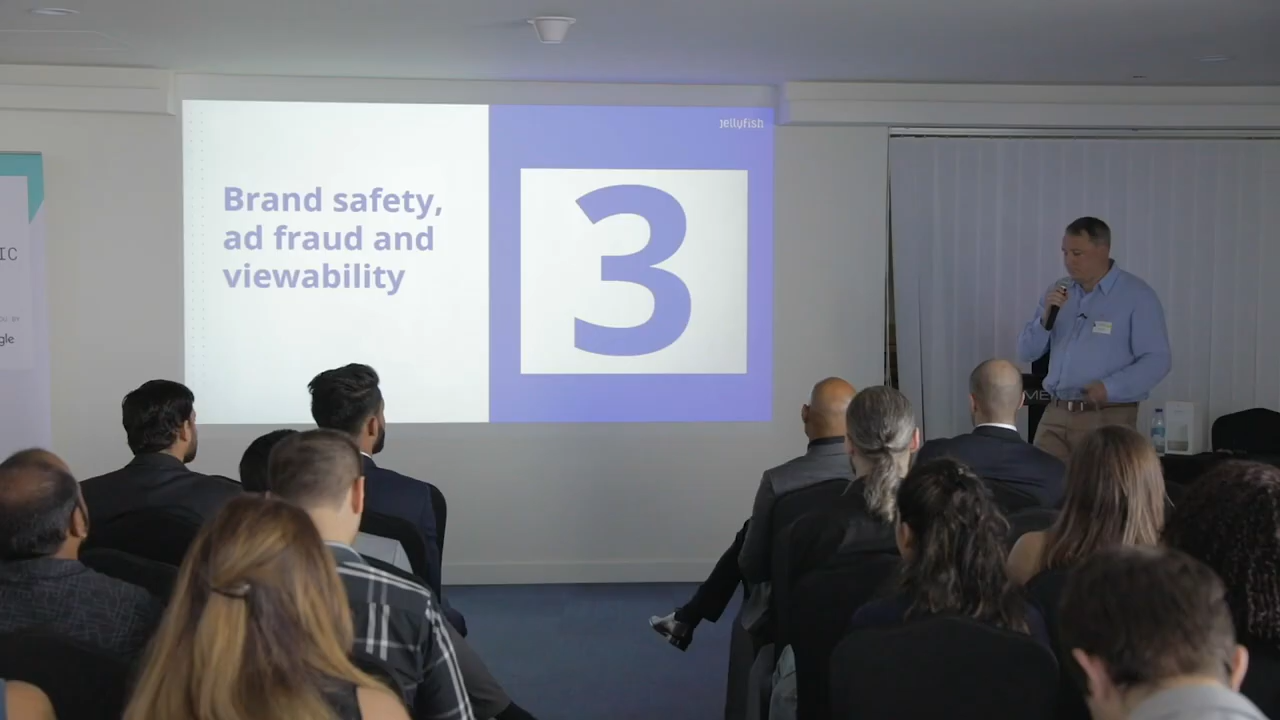 jellyfish
Brand safety,
ad fraud and
viewability
3
IC
gle